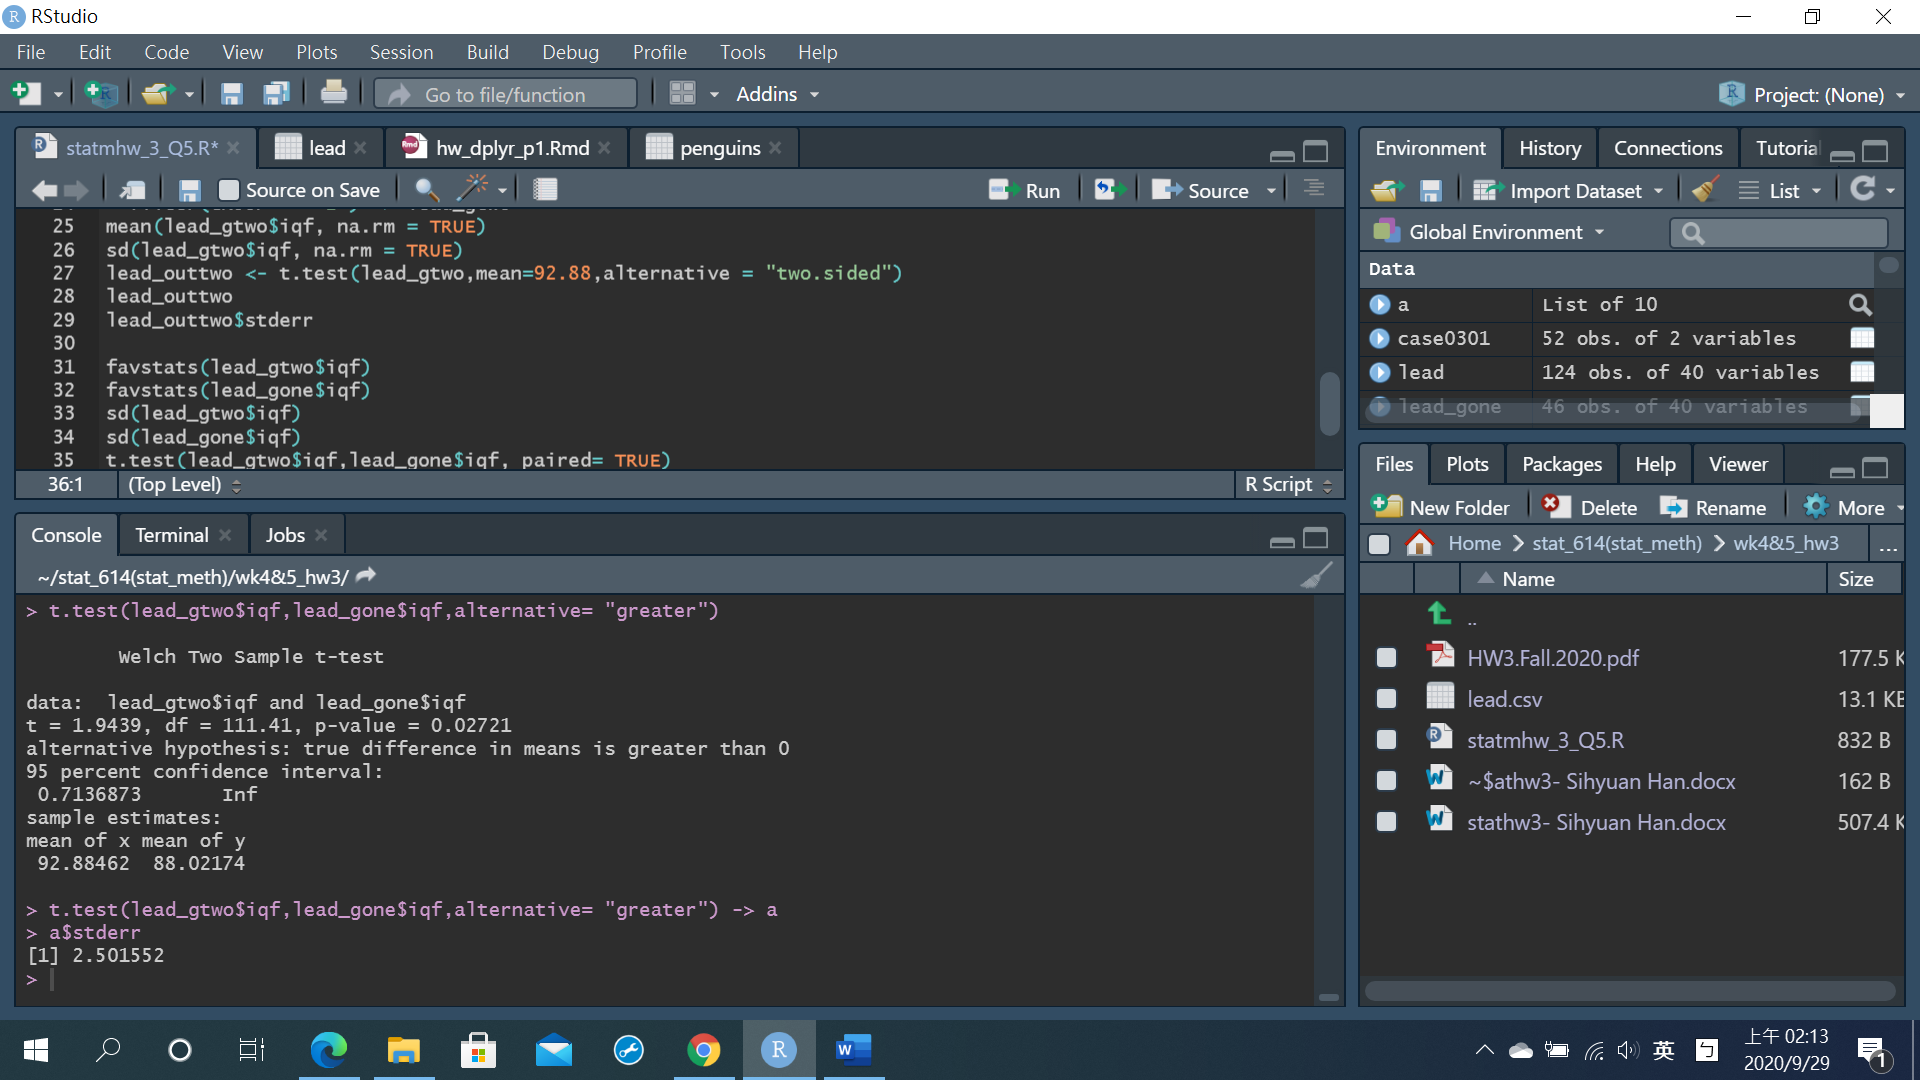 RStudio
File Edit Code View Plots Session Build Debug Profile Tools Help
Go to file/function Addins Project: (None)
statmhw_3_Q5.R* lead hw_dplyr_p1.Rmd penguins
Source on Save Run Source
25 mean(lead_gtwo$iqf, na.rm = TRUE)
26 sd(lead_gtwo$iqf, na.rm = TRUE)
27 lead_outtwo <- t.test(lead_gtwo,mean=92.88,alternative = "two.sided")
28 lead_outtwo
29 lead_outtwo$stderr
30
31 favstats(lead_gtwo$iqf)
32 favstats(lead_gone$iqf)
33 sd(lead_gtwo$iqf)
34 sd(lead_gone$iqf)
35 t.test(lead_gtwo$iqf,lead_gone$iqf, paired= TRUE)
36:1 (Top Level) R Script
Console Terminal Jobs
~/stat_614(stat_meth)/wk4&5_hw3/
> t.test(lead_gtwo$iqf,lead_gone$iqf,alternative= "greater")
Welch Two Sample t-test
data: lead_gtwo$iqf and lead_gone$iqf
t = 1.9439, df = 111.41, p-value = 0.02721
alternative hypothesis: true difference in means is greater than 0
95 percent confidence interval:
0.7136873 Inf
sample estimates:
mean of x mean of y
92.88462 88.02174
> t.test(lead_gtwo$iqf,lead_gone$iqf,alternative= "greater") -> a
> a$stderr
[1] 2.501552
>
Environment History Connections Tutorial
Import Dataset List
Global Environment
Data
a List of 10
case0301 52 obs. of 2 variables
lead 124 obs. of 40 variables
lead_gone 46 obs. of 40 variables
Files Plots Packages Help Viewer
New Folder Delete Rename More
Home stat_614(stat_meth) wk4&5_hw3 ...
Name Size
..
HW3.Fall.2020.pdf 177.5 K
lead.csv 13.1 KB
statmhw_3_Q5.R 832 B
~$athw3- Sihyuan Han.docx 162 B
stathw3- Sihyuan Han.docx 507.4 K
英 ㄅ 上午 02:13
2020/9/29
1